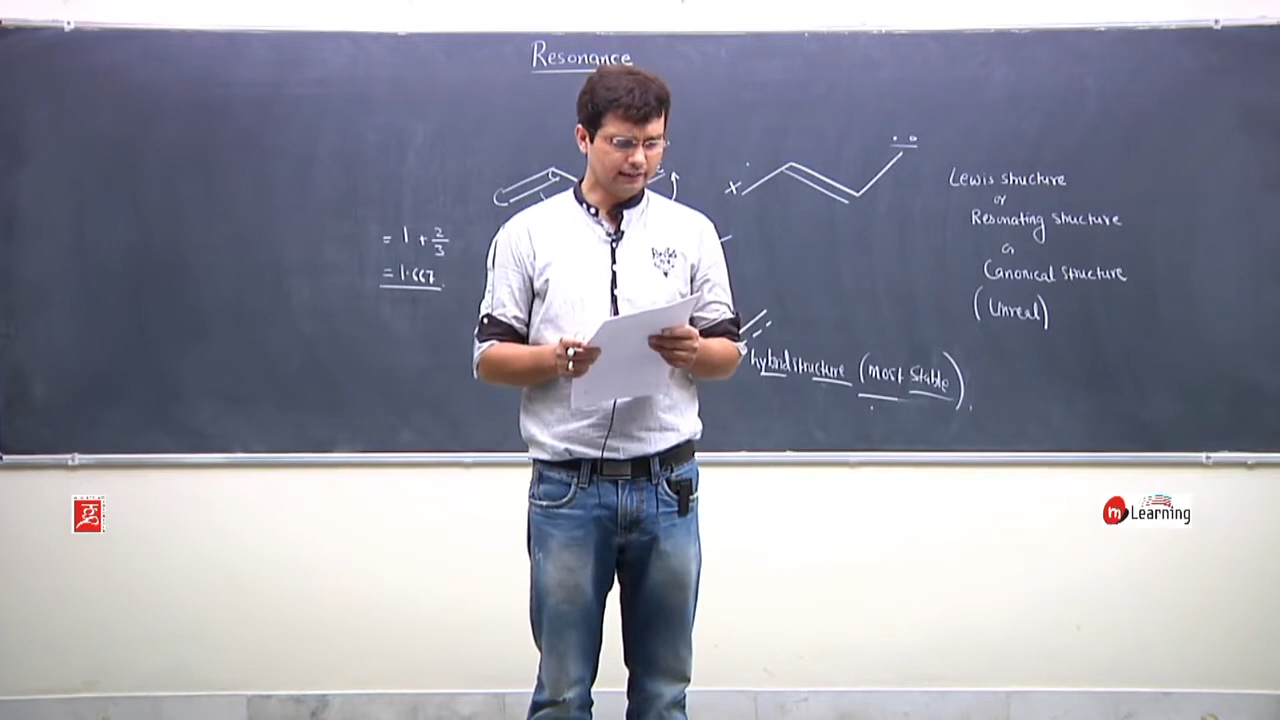 Resonance
= 1 + 2/3
= 1.667
X
Lewis structure
or
Resonating structure
or
Canonical structure
(Unreal)
hybrid structure (most stable)
m Learning